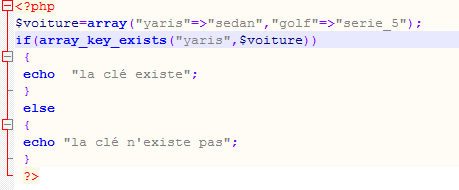 <?php
$voiture=array("yaris"=>"sedan","golf"=>"serie_5");
if(array_key_exists("yaris",$voiture))
{
echo  "la clé existe";
}
else
{
echo "la clé n'existe pas";
}
?>